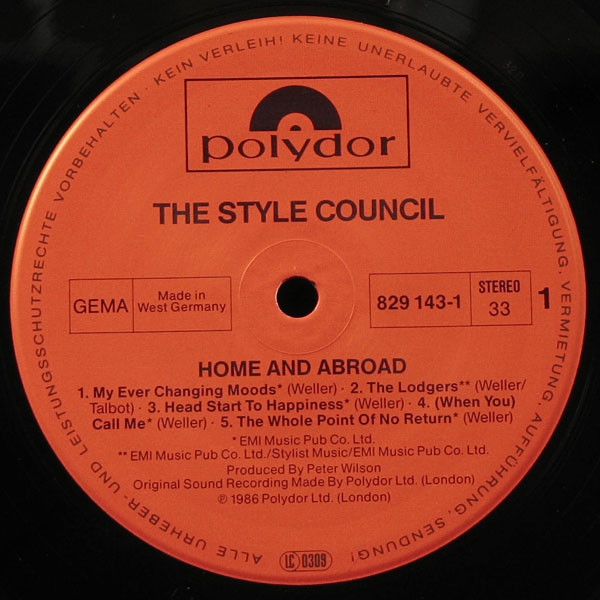 ALLE URHEBER- UND LEISTUNGSSCHUTZRECHTE VORBEHALTEN · KEIN VERLEIH! KEINE UNERLAUBTE VERVIELFÄLTIGUNG, VERMIETUNG, AUFFÜHRUNG, SENDUNG!
polydor
THE STYLE COUNCIL
GEMA
Made in
West Germany
829 143-1
STEREO
33
1
HOME AND ABROAD
1. My Ever Changing Moods* (Weller) · 2. The Lodgers** (Weller/
Talbot) · 3. Head Start To Happiness* (Weller) · 4. (When You)
Call Me* (Weller) · 5. The Whole Point Of No Return* (Weller)
* EMI Music Pub Co. Ltd.
** EMI Music Pub Co. Ltd./Stylist Music/EMI Music Pub Co. Ltd.
Produced By Peter Wilson
Original Sound Recording Made By Polydor Ltd. (London)
℗ 1986 Polydor Ltd. (London)
LC 0309